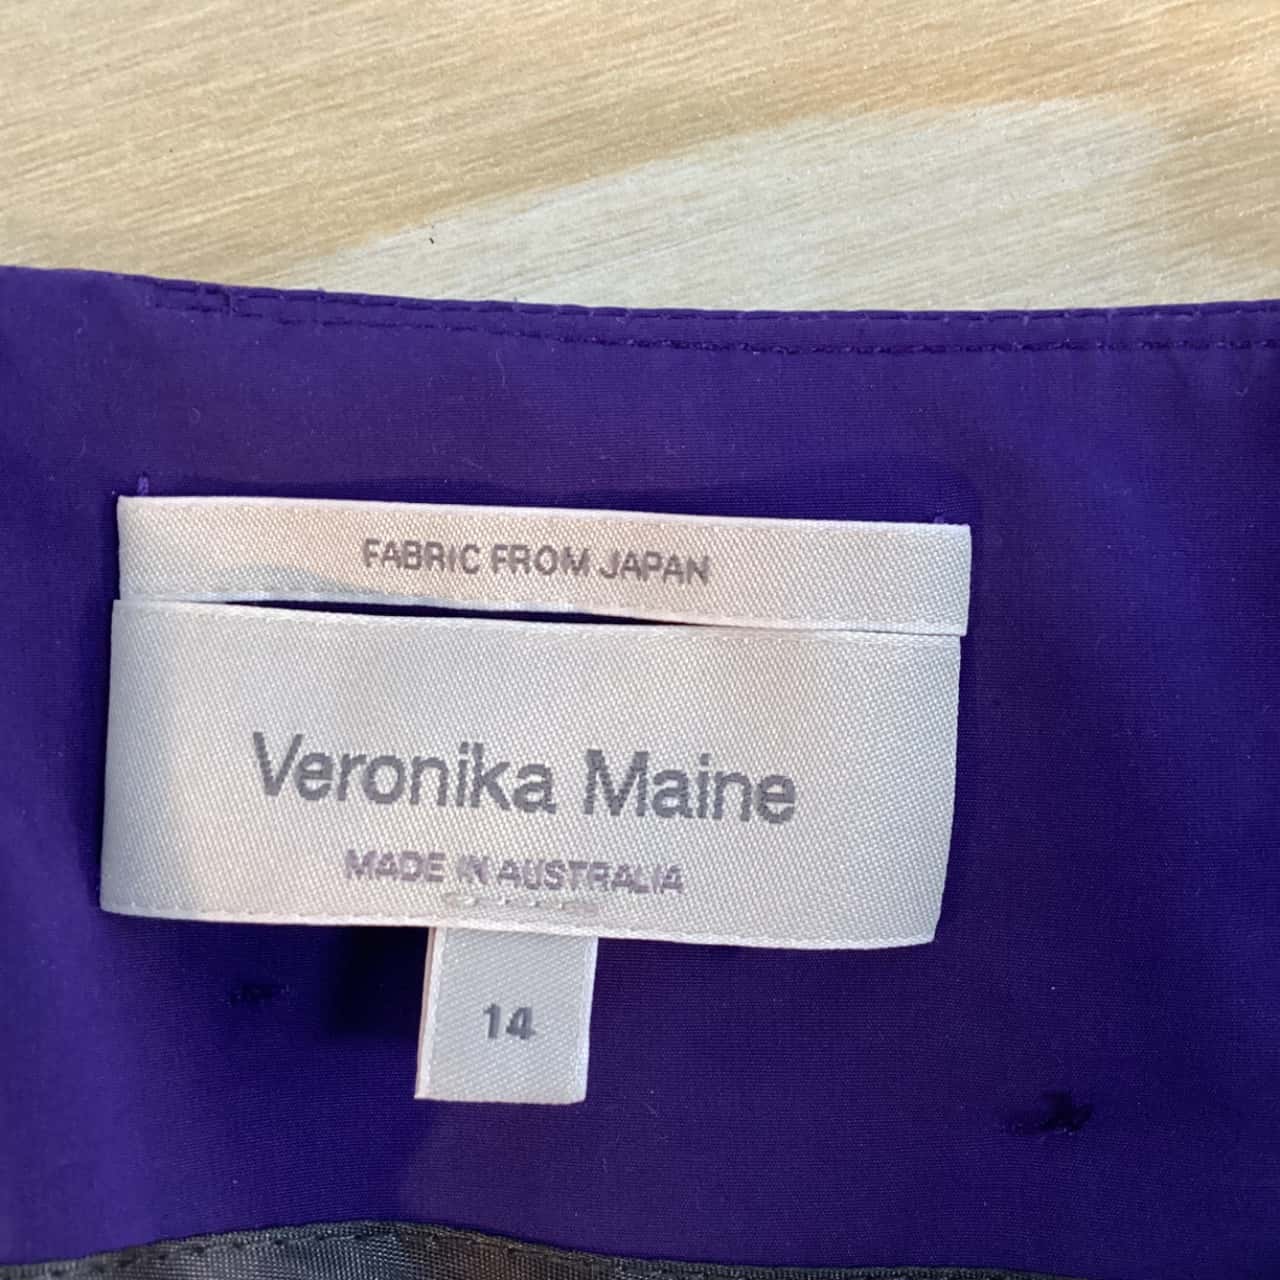 FABRIC FROM JAPAN
Veronika Maine
MADE IN AUSTRALIA
14